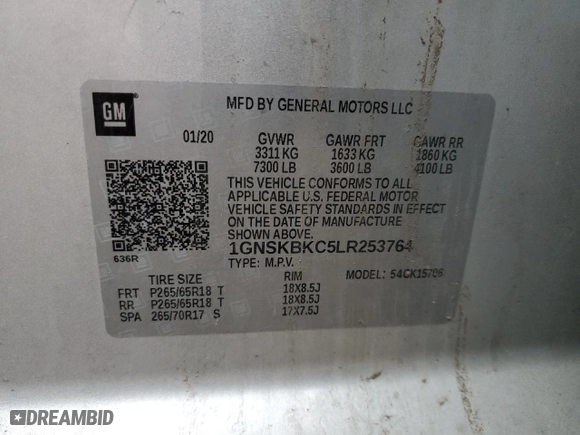 GM
MFD BY GENERAL MOTORS LLC
01/20 GVWR GAWR FRT GAWR RR
3311 KG 1633 KG 1860 KG
7300 LB 3600 LB 4100 LB
THIS VEHICLE CONFORMS TO ALL
APPLICABLE U.S. FEDERAL MOTOR
VEHICLE SAFETY STANDARDS IN EFFECT
ON THE DATE OF MANUFACTURE
SHOWN ABOVE.
636R
1GNSKBKC5LR253764
TYPE: M.P.V. MODEL:
TIRE SIZE RIM
FRT P265/65R18 T 18X8.5J
RR P265/65R18 T 18X8.5J
SPA 265/70R17 S 17X7.5J
DREAMBID